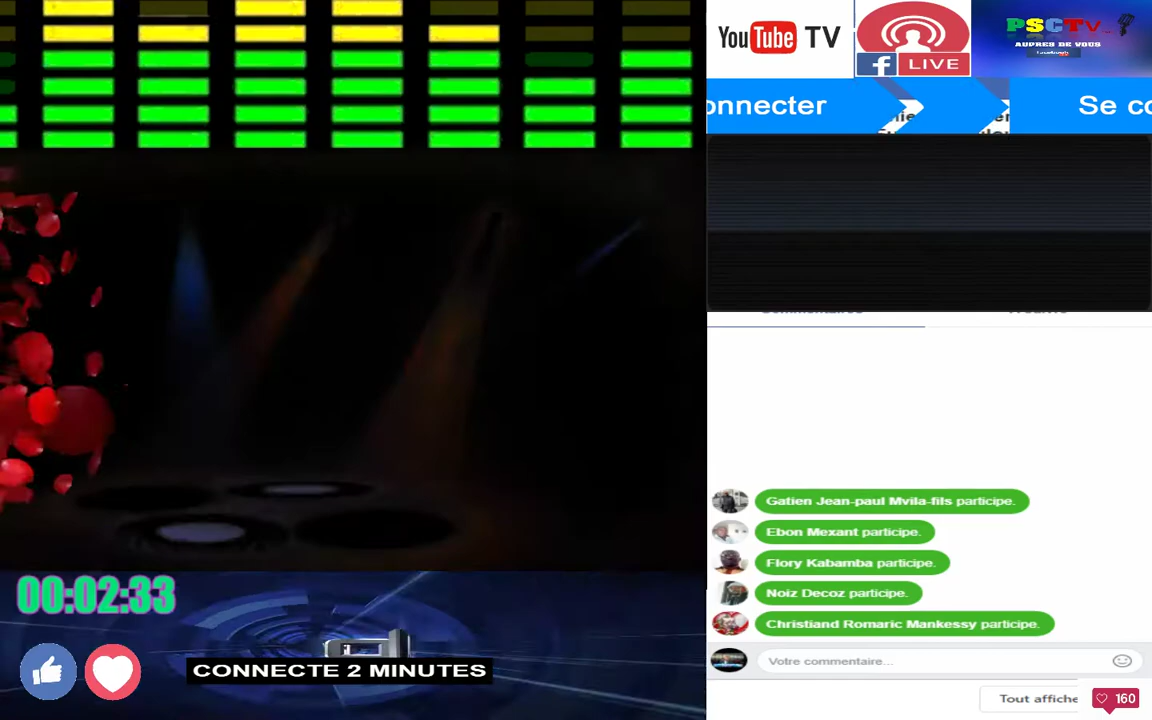 YouTube TV
f LIVE
PSCTv
AUPRES DE VOUS
onnecter
Se co
00:02:33
CONNECTE 2 MINUTES
Gatien Jean-paul Mvila-fils participe.
Ebon Mexant participe.
Flory Kabamba participe.
Noiz Decoz participe.
Christiand Romaric Mankessy participe.
Votre commentaire...
Tout affiche
160